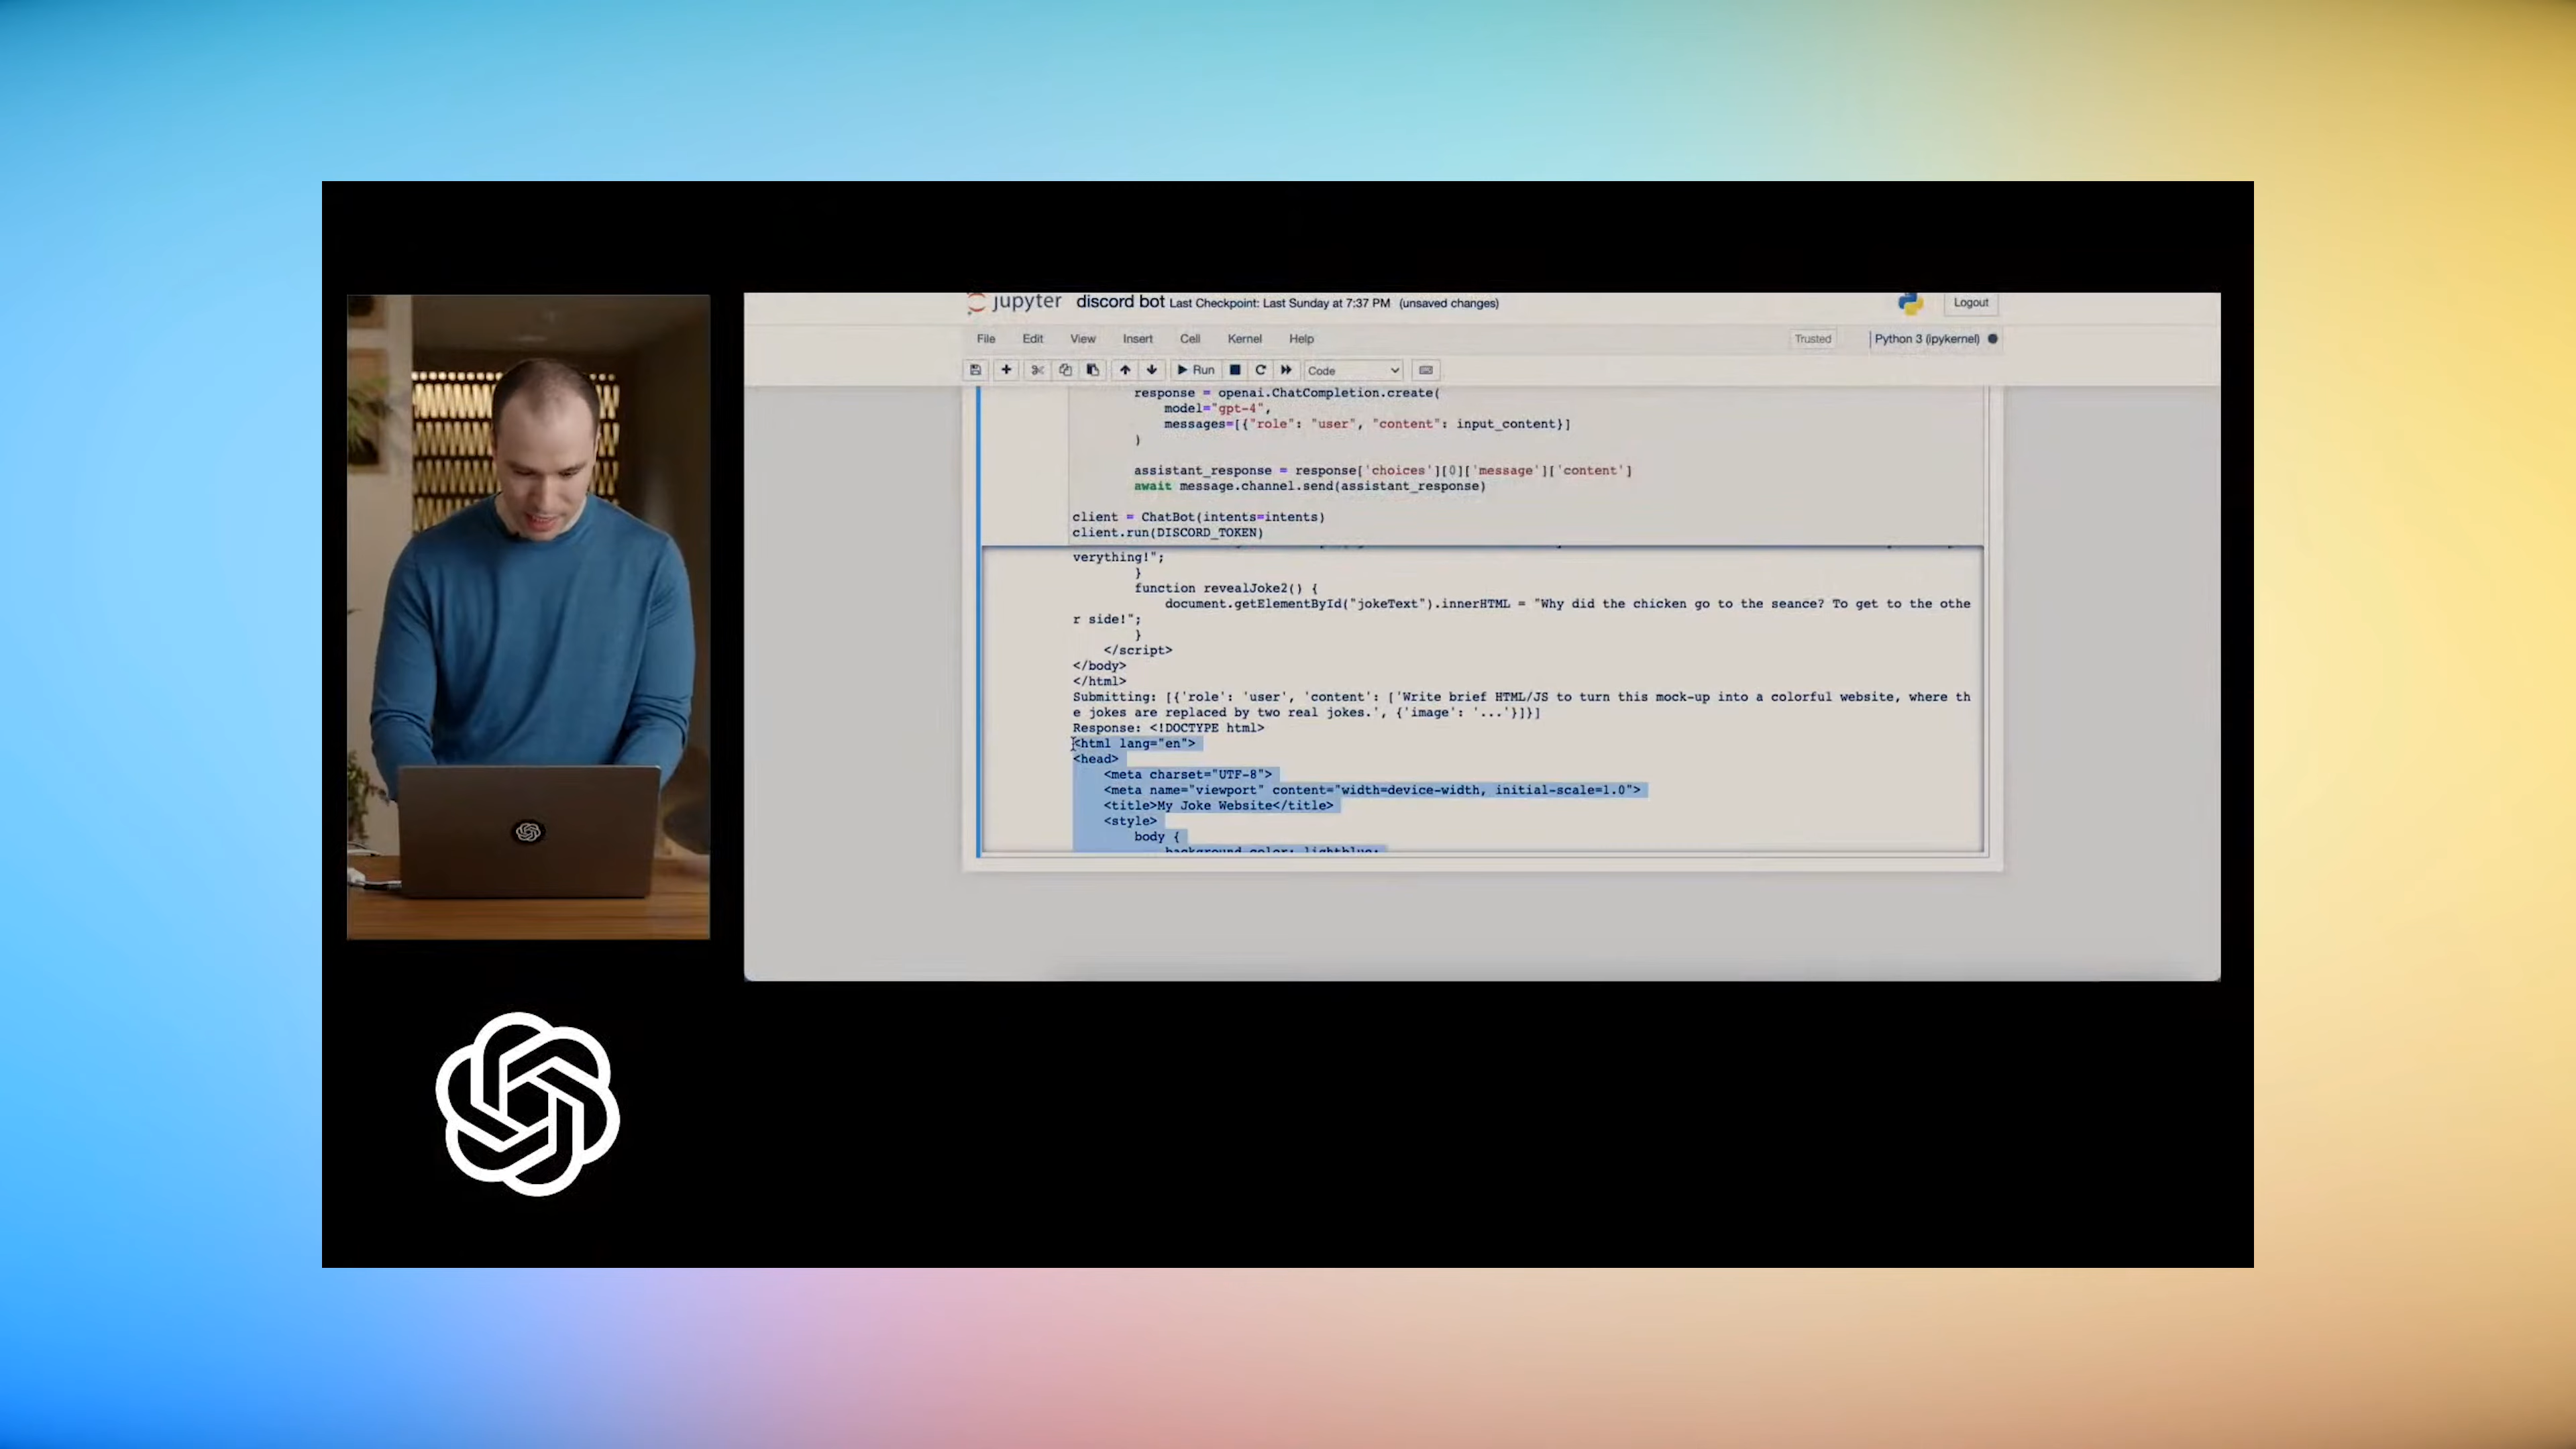 jupyter discord bot Last Checkpoint: Last Sunday at 7:37 PM (unsaved changes) Logout
File Edit View Insert Cell Kernel Help Trusted Python 3 (ipykernel)
Run Code
response = openai.ChatCompletion.create(
model="gpt-4",
messages=[{"role": "user", "content": input_content}]
)
assistant_response = response['choices'][0]['message']['content']
await message.channel.send(assistant_response)
client = ChatBot(intents=intents)
client.run(DISCORD_TOKEN)
verything!";
}
function revealJoke2() {
document.getElementById("jokeText").innerHTML = "Why did the chicken go to the seance? To get to the othe
r side!";
}
</script>
</body>
</html>
Submitting: [{'role': 'user', 'content': ['Write brief HTML/JS to turn this mock-up into a colorful website, where th
e jokes are replaced by two real jokes.', {'image': '...'}]}]
Response: <!DOCTYPE html>
<html lang="en">
<head>
<meta charset="UTF-8">
<meta name="viewport" content="width=device-width, initial-scale=1.0">
<title>My Joke Website</title>
<style>
body {
background-color: lightblue;